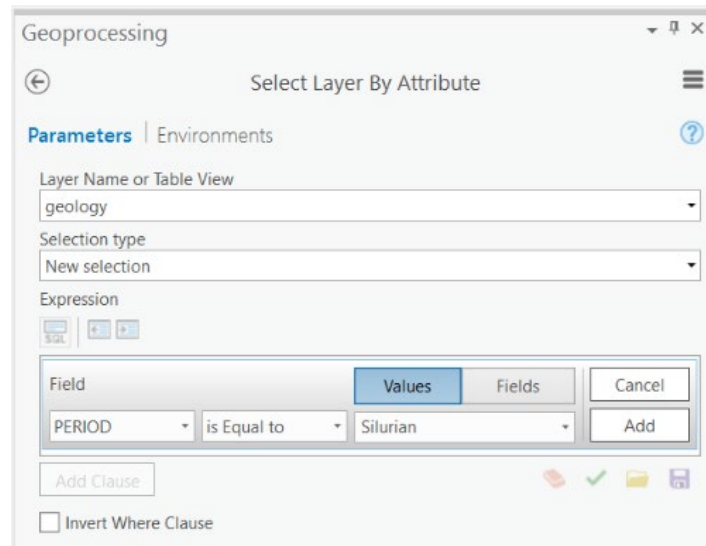 Geoprocessing
Select Layer By Attribute
Parameters | Environments
Layer Name or Table View
geology
Selection type
New selection
Expression
SQL
Field Values Fields Cancel
PERIOD is Equal to Silurian Add
Add Clause
Invert Where Clause